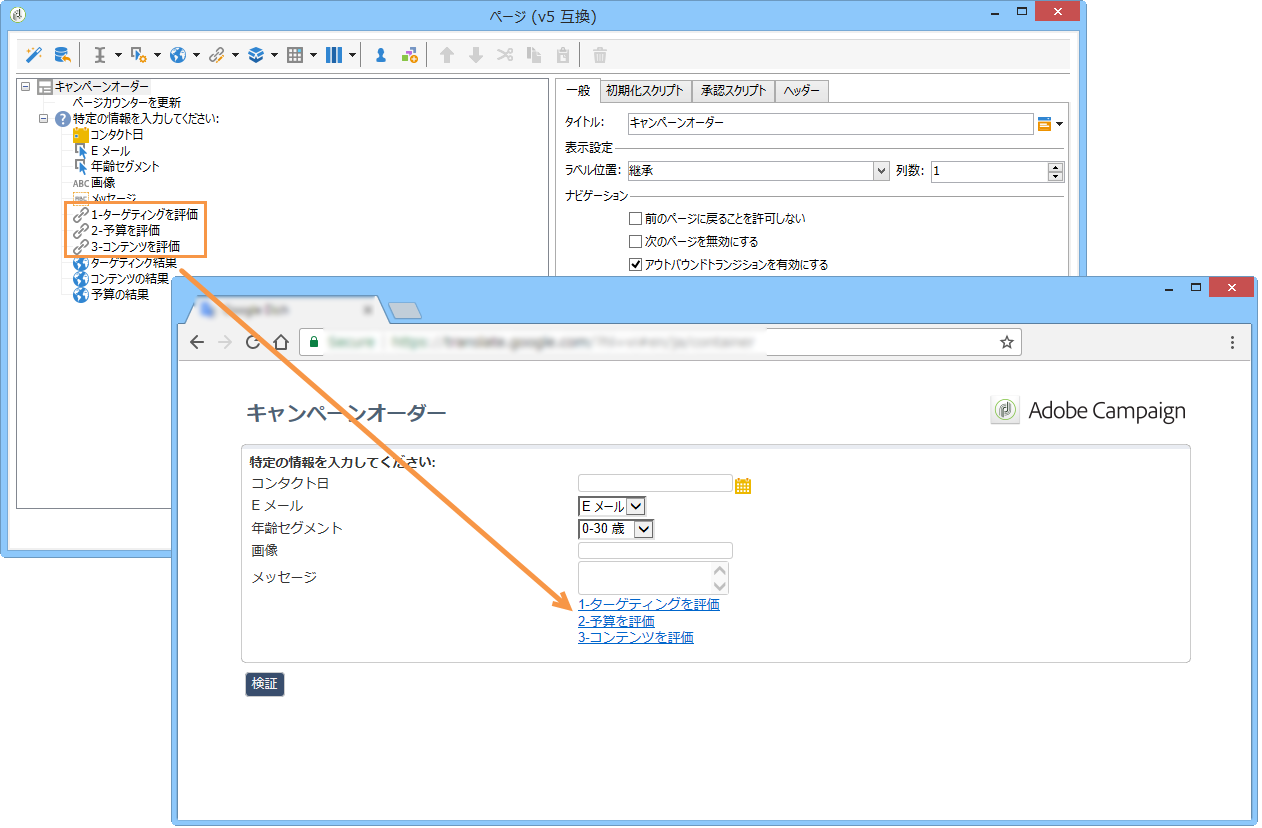 ページ (v5 互換)
キャンペーンオーダー
ページカウンターを更新
特定の情報を入力してください:
コンタクト日
E メール
年齢セグメント
ABC 画像
メッセージ
1-ターゲティングを評価
2-予算を評価
3-コンテンツを評価
ターゲティング結果
コンテンツの結果
予算の結果
一般 初期化スクリプト 承認スクリプト ヘッダー
タイトル: キャンペーンオーダー
表示設定
ラベル位置: 継承 列数: 1
ナビゲーション
前のページに戻ることを許可しない
次のページを無効にする
アウトバウンドトランジションを有効にする
キャンペーンオーダー
Adobe Campaign
特定の情報を入力してください:
コンタクト日
E メール E メール
年齢セグメント 0-30 歳
画像
メッセージ
1-ターゲティングを評価
2-予算を評価
3-コンテンツを評価
検証